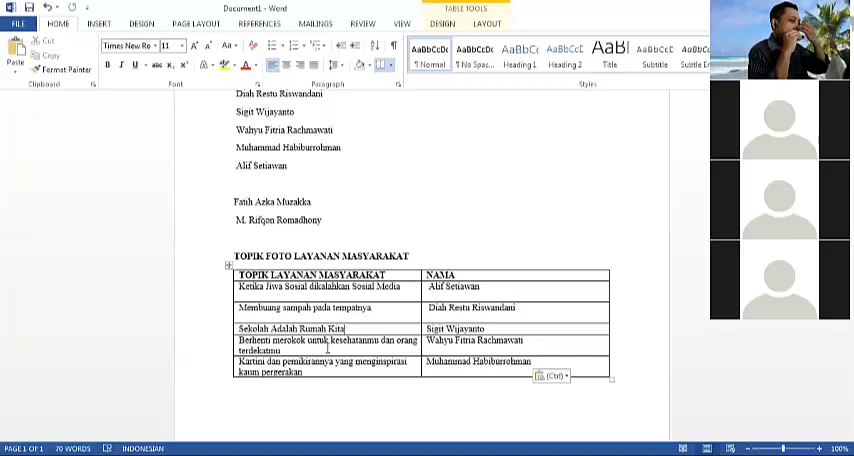 Document1 - Word
TABLE TOOLS
FILE HOME INSERT DESIGN PAGE LAYOUT REFERENCES MAILINGS REVIEW VIEW DESIGN LAYOUT
Paste
Cut
Copy
Format Painter
Clipboard
Times New Ro 11
Font
Paragraph
AaBbCcDc AaBbCcDc AaBbCc AaBbCcC AaB AaBbCcC AaBbCcD
¶ Normal ¶ No Spac... Heading 1 Heading 2 Title Subtitle Subtle Em
Styles
Diah Restu Riswandani
Sigit Wijayanto
Wahyu Fitria Rachmawati
Muhammad Habiburrohman
Alif Setiawan
Fatih Azka Muzakka
M. Rifqon Romadhony
TOPIK FOTO LAYANAN MASYARAKAT
TOPIK LAYANAN MASYARAKAT NAMA
Ketika Jiwa Sosial dikalahkan Sosial Media Alif Setiawan
Membuang sampah pada tempatnya Diah Restu Riswandani
Sekolah Adalah Rumah Kita Sigit Wijayanto
Berhenti merokok untuk kesehatanmu dan orang Wahyu Fitria Rachmawati
terdekatmu
Kartini dan pemikirannya yang menginspirasi Muhammad Habiburrohman
kaum pergerakan
(Ctrl)
PAGE 1 OF 1 70 WORDS INDONESIAN 100%